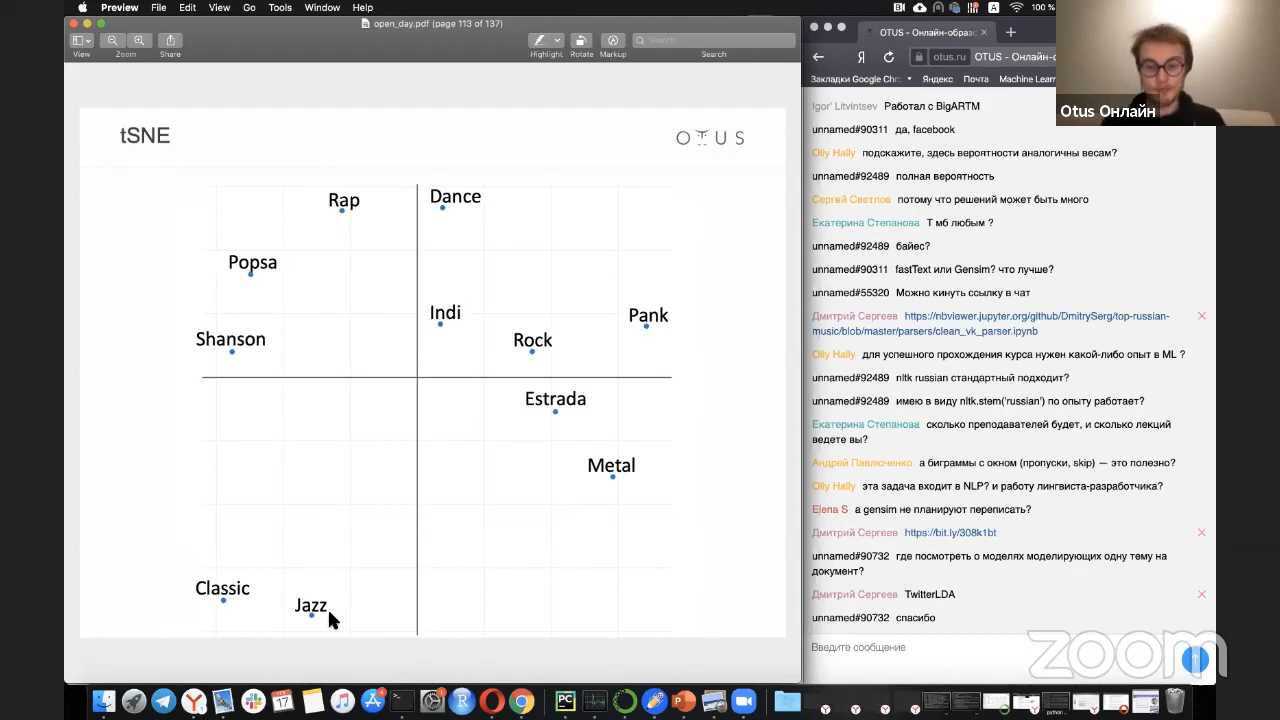 Preview File Edit View Go Tools Window Help
100 %
open_day.pdf (page 113 of 137)
View Zoom Share Highlight Rotate Markup Search
Search
tSNE
OTUS
Rap
Dance
Popsa
Indi
Pank
Shanson
Rock
Estrada
Metal
Classic
Jazz
OTUS - Онлайн-образо
otus.ru OTUS - Онлайн-о
Закладки Google Chr Яндекс Почта Machine Learn
Otus Онлайн
Igor' Litvintsev Работал с BigARTM
unnamed#90311 да, facebook
Oliy Hally подскажите, здесь вероятности аналогичны весам?
unnamed#92489 полная вероятность
Сергей Светлов потому что решений может быть много
Екатерина Степанова Т мб любым ?
unnamed#92489 байес?
unnamed#90311 fastText или Gensim? что лучше?
unnamed#55320 Можно кинуть ссылку в чат
Дмитрий Сергеев https://nbviewer.jupyter.org/github/DmitrySerg/top-russian-
music/blob/master/parsers/clean_vk_parser.ipynb
Oliy Hally для успешного прохождения курса нужен какой-либо опыт в ML ?
unnamed#92489 nltk russian стандартный подходит?
unnamed#92489 имею в виду nltk.stem('russian') по опыту работает?
Екатерина Степанова сколько преподавателей будет, и сколько лекций
ведете вы?
Андрей Павлюченко а биграммы с окном (пропуски, skip) — это полезно?
Oliy Hally эта задача входит в NLP? и работу лингвиста-разработчика?
Elena S а gensim не планируют переписать?
Дмитрий Сергеев https://bit.ly/308k1bt
unnamed#90732 где посмотреть о моделях моделирующих одну тему на
документ?
Дмитрий Сергеев TwitterLDA
unnamed#90732 спасибо
Введите сообщение
zoom